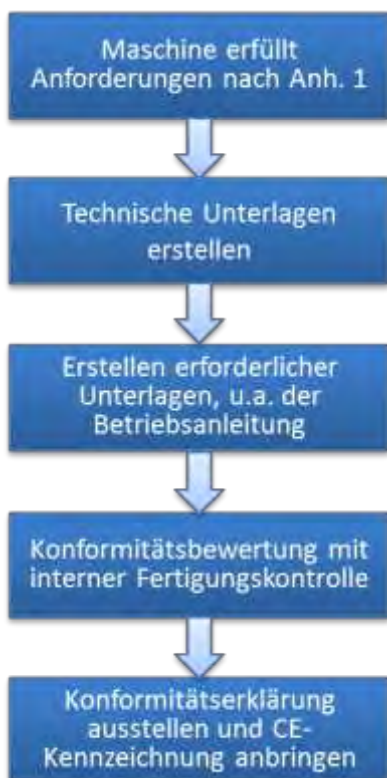 Maschine erfüllt
Anforderungen nach Anh. 1
Technische Unterlagen
erstellen
Erstellen erforderlicher
Unterlagen, u.a. der
Betriebsanleitung
Konformitätsbewertung mit
interner Fertigungskontrolle
Konformitätserklärung
ausstellen und CE-
Kennzeichnung anbringen